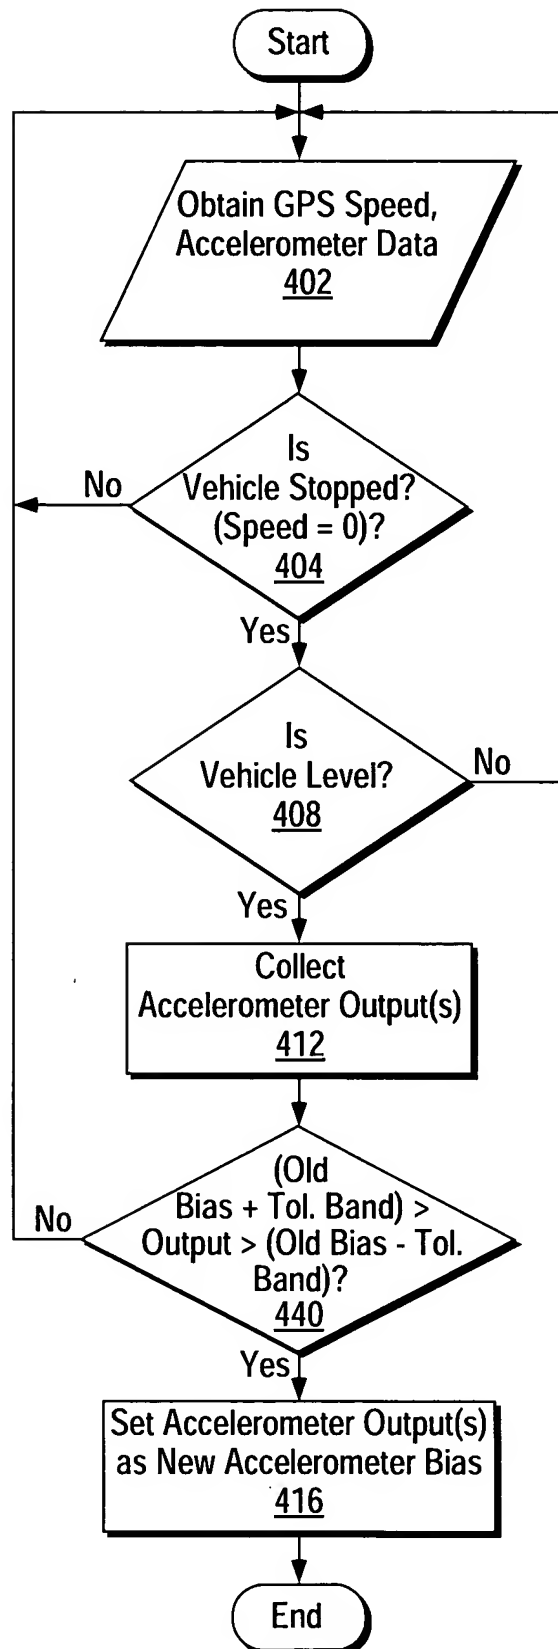 Start
Obtain GPS Speed,
Accelerometer Data
402
Is
Vehicle Stopped?
(Speed = 0)?
404
No
Yes
Is
Vehicle Level?
408
No
Yes
Collect
Accelerometer Output(s)
412
(Old
Bias + Tol. Band) >
Output > (Old Bias - Tol.
Band)?
440
No
Yes
Set Accelerometer Output(s)
as New Accelerometer Bias
416
End